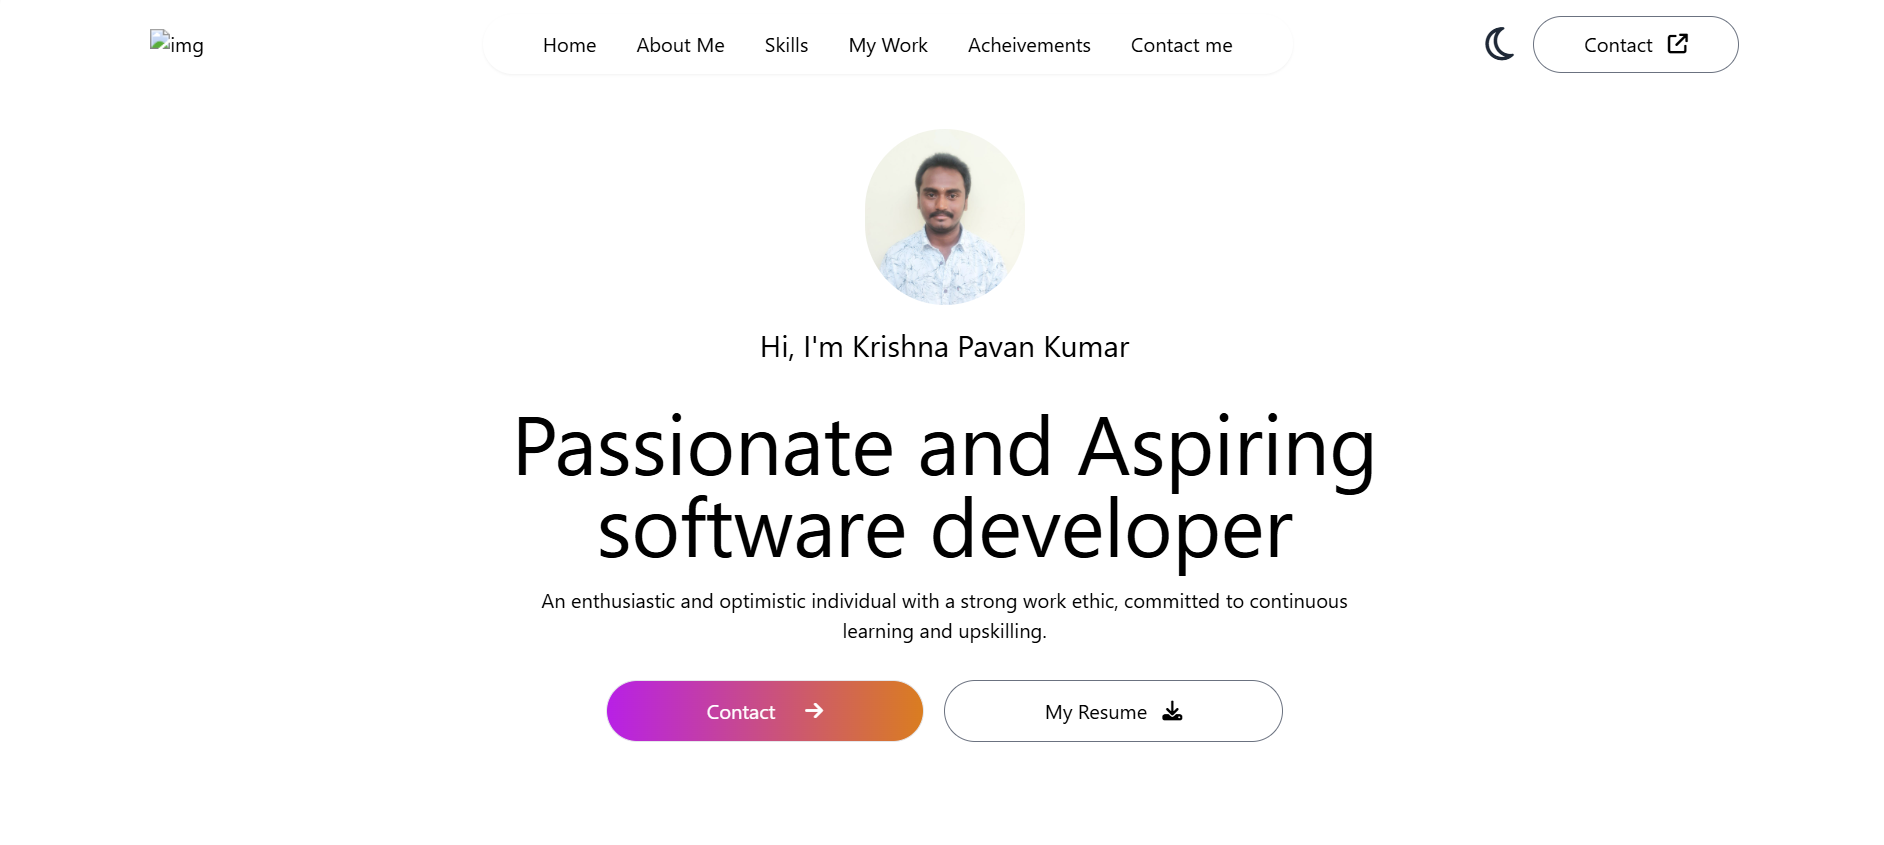 img
Home About Me Skills My Work Acheivements Contact me
Contact
Hi, I'm Krishna Pavan Kumar
Passionate and Aspiring
software developer
An enthusiastic and optimistic individual with a strong work ethic, committed to continuous
learning and upskilling.
Contact
My Resume